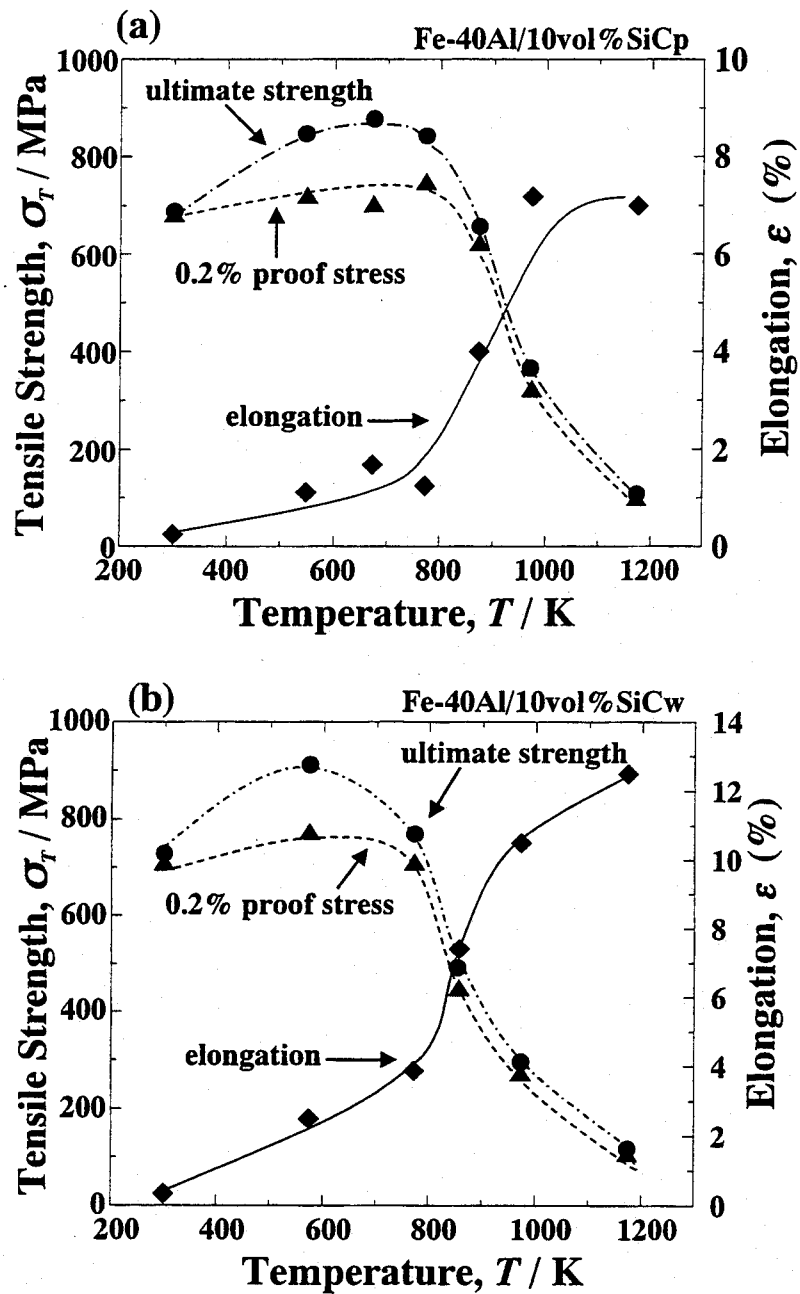 (a)
Fe-40Al/10vol%SiCp
1000
800
600
400
200
0
Tensile Strength, σT / MPa
ultimate strength
0.2% proof stress
elongation
10
8
6
4
2
0
Elongation, ε (%)
200 400 600 800 1000 1200
Temperature, T / K
(b)
Fe-40Al/10vol%SiCw
1000
800
600
400
200
0
Tensile Strength, σT / MPa
ultimate strength
0.2% proof stress
elongation
14
12
10
8
6
4
2
0
Elongation, ε (%)
200 400 600 800 1000 1200
Temperature, T / K